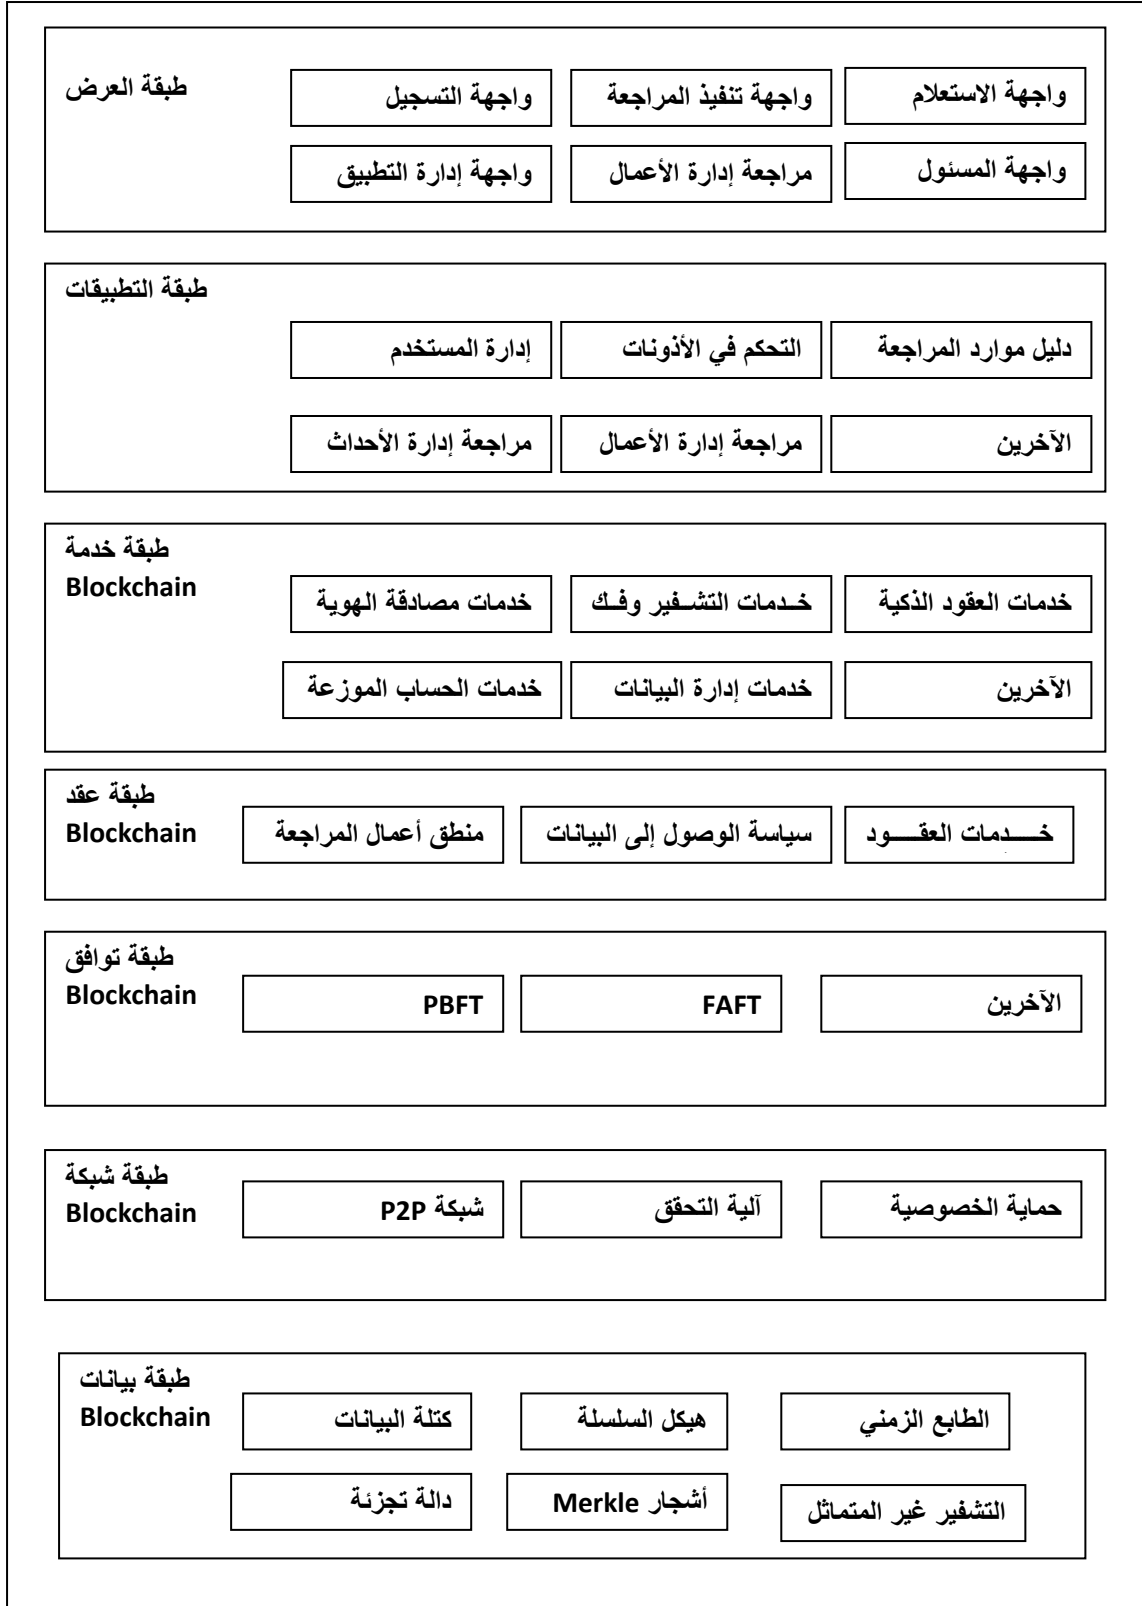 طبقة العرض
واجهة الاستعلام
واجهة تنفيذ المراجعة
واجهة التسجيل
واجهة المسئول
مراجعة إدارة الأعمال
واجهة إدارة التطبيق
طبقة التطبيقات
دليل موارد المراجعة
التحكم في الأذونات
إدارة المستخدم
الآخرين
مراجعة إدارة الأعمال
مراجعة إدارة الأحداث
طبقة خدمة
Blockchain
خدمات العقود الذكية
خـدمات التشـفير وفـك
خدمات مصادقة الهوية
الآخرين
خدمات إدارة البيانات
خدمات الحساب الموزعة
طبقة عقد
Blockchain
خـــدمات العقـــود
سياسة الوصول إلى البيانات
منطق أعمال المراجعة
طبقة توافق
Blockchain
الآخرين
FAFT
PBFT
طبقة شبكة
Blockchain
حماية الخصوصية
آلية التحقق
شبكة P2P
طبقة بيانات
Blockchain
الطابع الزمني
هيكل السلسلة
كتلة البيانات
التشفير غير المتماثل
أشجار Merkle
دالة تجزئة